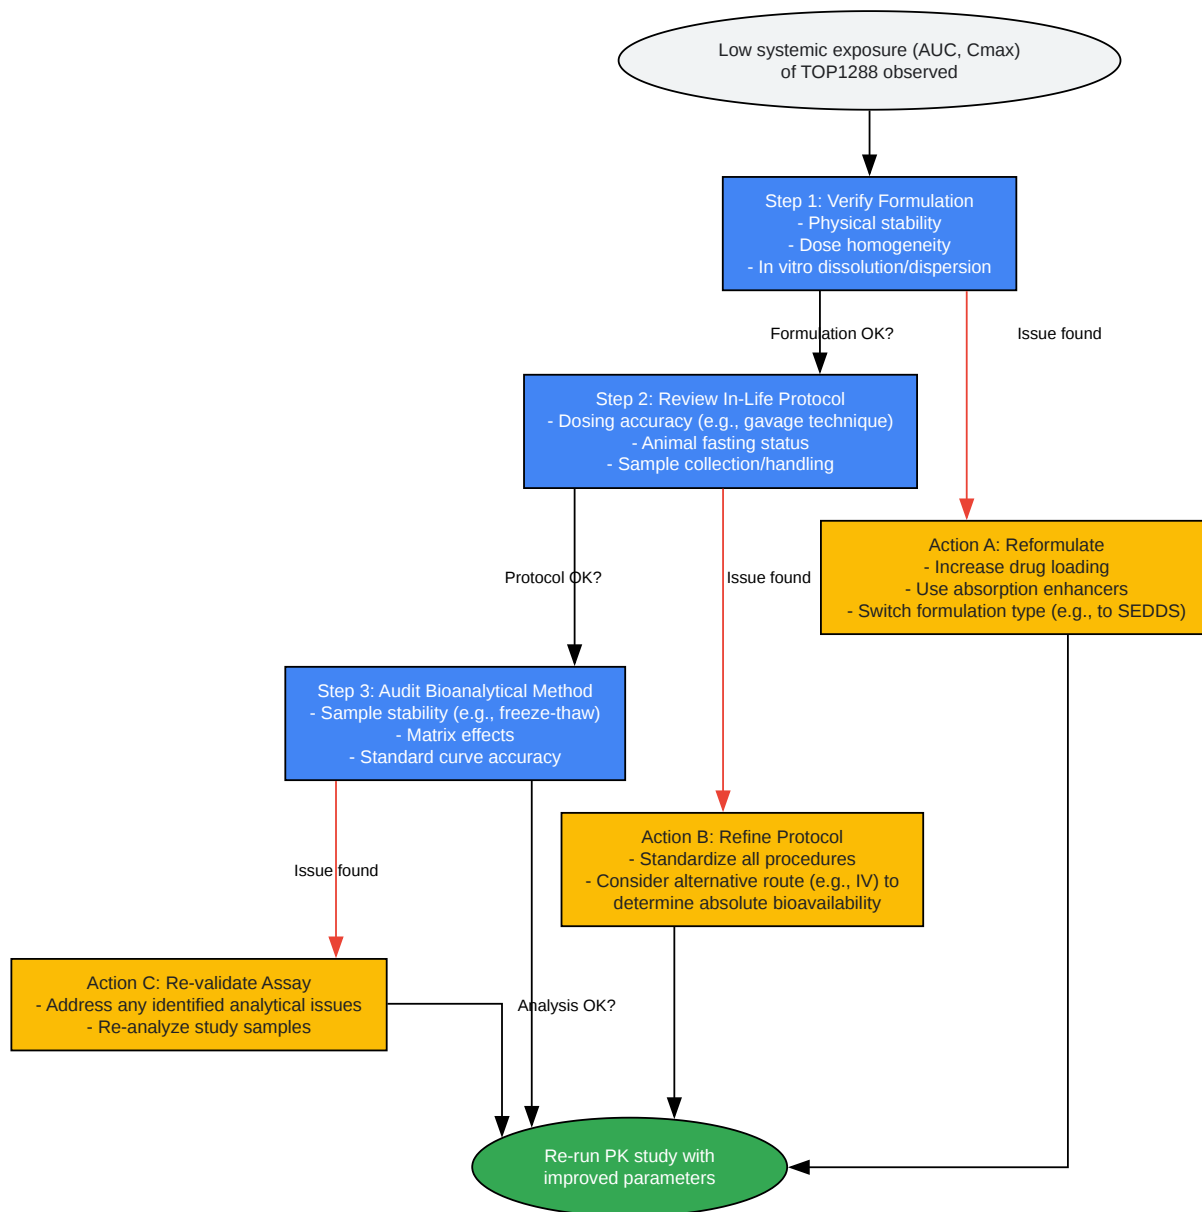 Low systemic exposure (AUC, Cmax)
of TOP1288 observed
Step 1: Verify Formulation
- Physical stability
- Dose homogeneity
- In vitro dissolution/dispersion
Formulation OK?
Issue found
Step 2: Review In-Life Protocol
- Dosing accuracy (e.g., gavage technique)
- Animal fasting status
- Sample collection/handling
Action A: Reformulate
- Increase drug loading
- Use absorption enhancers
- Switch formulation type (e.g., to SEDDS)
Protocol OK?
Issue found
Step 3: Audit Bioanalytical Method
- Sample stability (e.g., freeze-thaw)
- Matrix effects
- Standard curve accuracy
Action B: Refine Protocol
- Standardize all procedures
- Consider alternative route (e.g., IV) to
determine absolute bioavailability
Issue found
Action C: Re-validate Assay
- Address any identified analytical issues
- Re-analyze study samples
Analysis OK?
Re-run PK study with
improved parameters